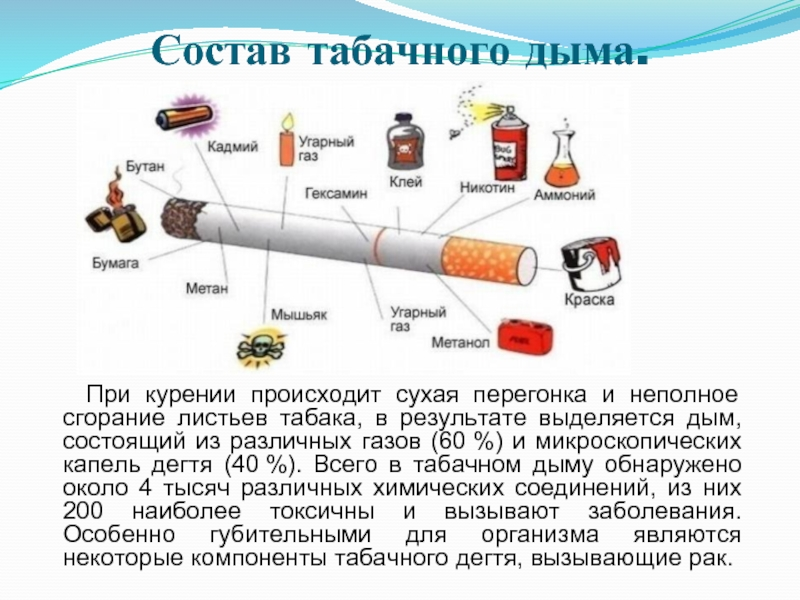 Состав табачного дыма.
Кадмий
Угарный
газ
Бутан
Гексамин
Клей
Никотин
Аммоний
Бумага
Метан
Мышьяк
Угарный
газ
Метанол
Краска
При курении происходит сухая перегонка и неполное
сгорание листьев табака, в результате выделяется дым,
состоящий из различных газов (60 %) и микроскопических
капель дегтя (40 %). Всего в табачном дыму обнаружено
около 4 тысяч различных химических соединений, из них
200 наиболее токсичны и вызывают заболевания.
Особенно губительными для организма являются
некоторые компоненты табачного дегтя, вызывающие рак.